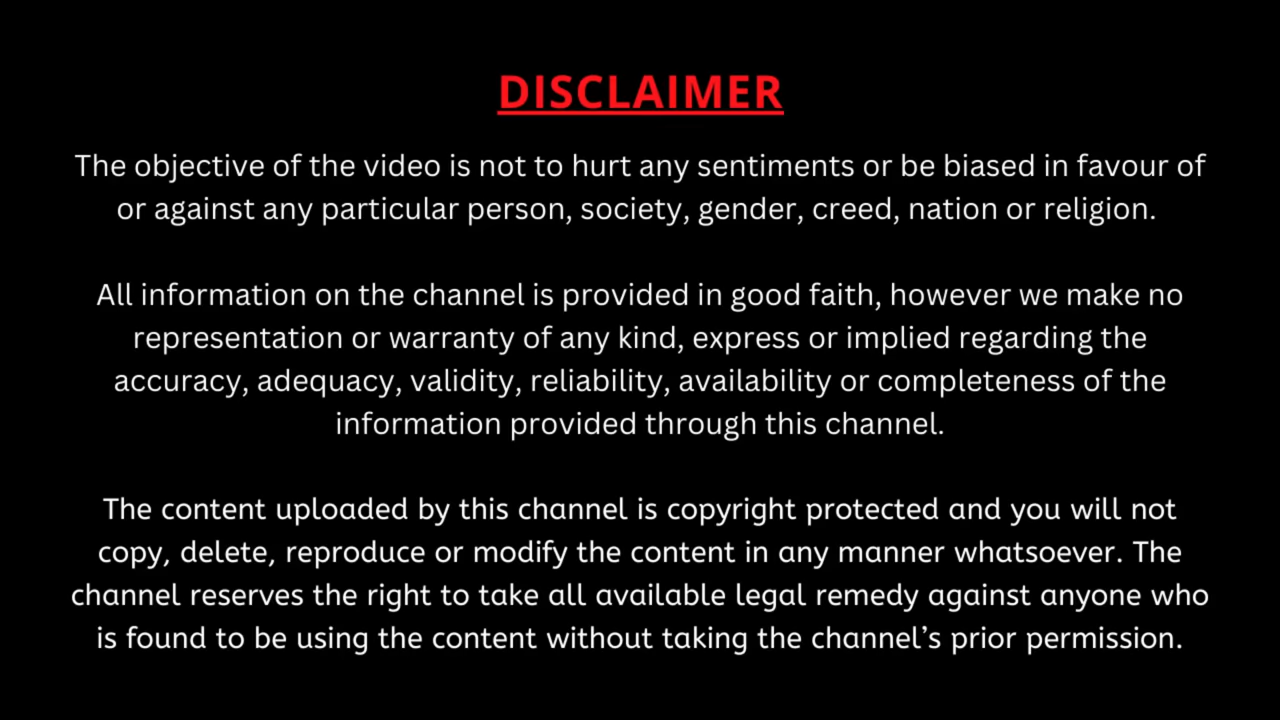 DISCLAIMER
The objective of the video is not to hurt any sentiments or be biased in favour of
or against any particular person, society, gender, creed, nation or religion.
All information on the channel is provided in good faith, however we make no
representation or warranty of any kind, express or implied regarding the
accuracy, adequacy, validity, reliability, availability or completeness of the
information provided through this channel.
The content uploaded by this channel is copyright protected and you will not
copy, delete, reproduce or modify the content in any manner whatsoever. The
channel reserves the right to take all available legal remedy against anyone who
is found to be using the content without taking the channel’s prior permission.